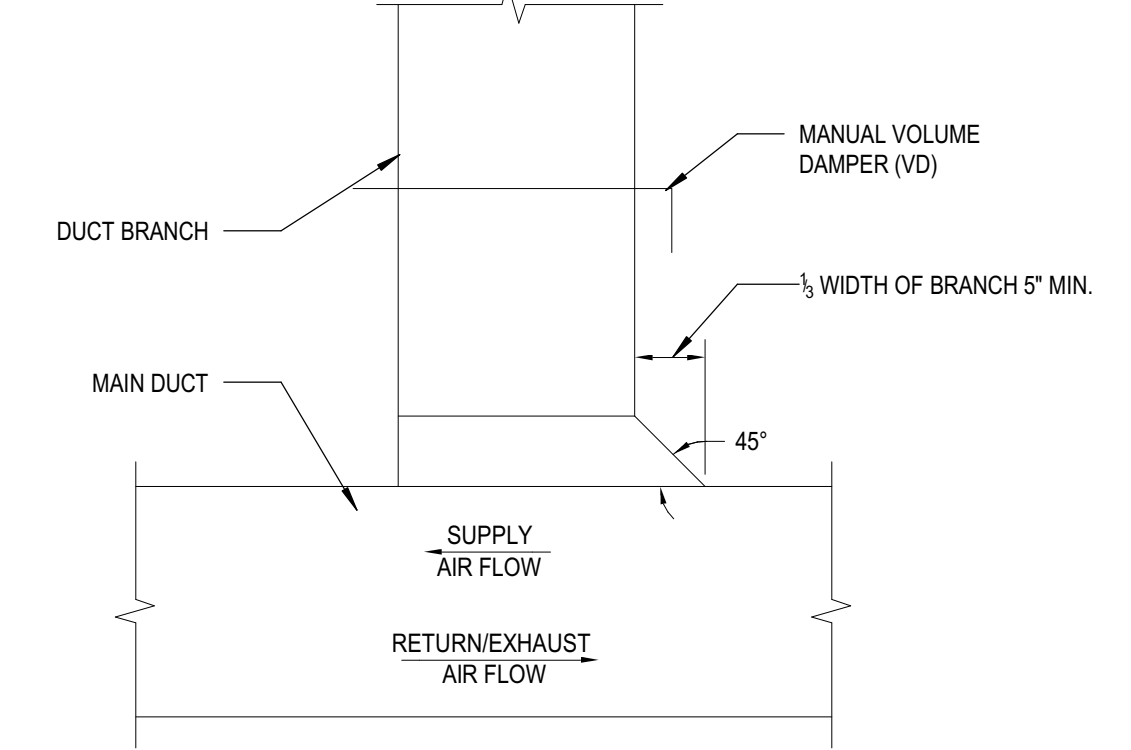 MANUAL VOLUME
DAMPER (VD)
DUCT BRANCH
⅓ WIDTH OF BRANCH 5" MIN.
MAIN DUCT
45°
SUPPLY
AIR FLOW
RETURN/EXHAUST
AIR FLOW